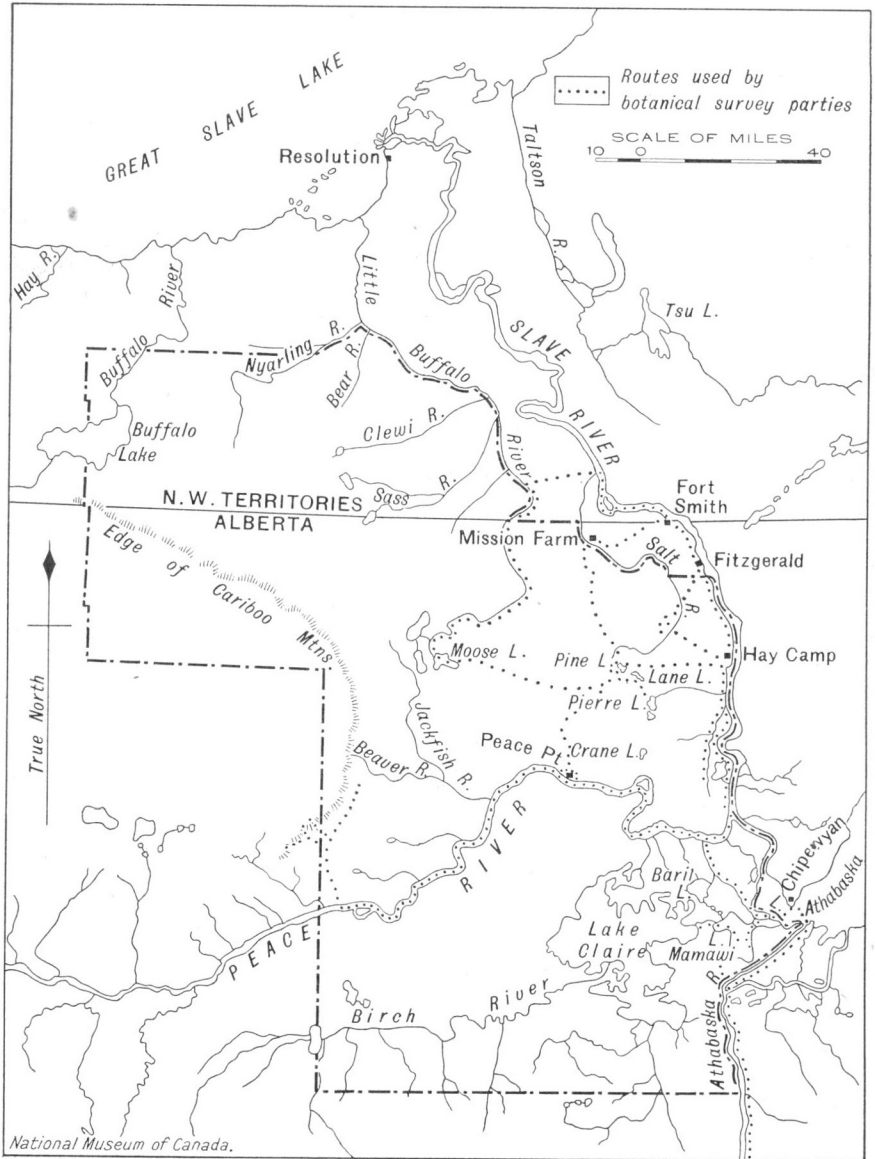 GREAT SLAVE LAKE
Routes used by
botanical survey parties
SCALE OF MILES
10 0 40
Resolution
Taltson R.
Hay R.
Buffalo River
Little Buffalo River
Tsu L.
SLAVE RIVER
Nyarling R.
Bear R.
Buffalo
Lake
Clewi R.
Sass R.
N.W. TERRITORIES
ALBERTA
Fort
Smith
Mission Farm
Salt R
Fitzgerald
Edge of Cariboo Mtns
True North
Moose L.
Pine L.
Lane L.
Hay Camp
Pierre L.
Jackfish R.
Peace Pt
Crane L.
Beaver R.
PEACE RIVER
Baril
L.
Chipewyan
L. Athabaska
Lake
Claire
L.
Mamawi
Birch River
Athabaska R
National Museum of Canada.